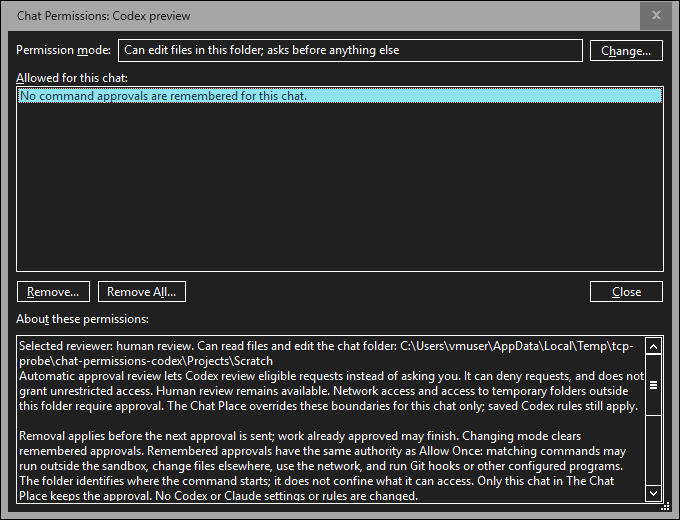 Chat Permissions: Codex preview
Permission mode: Can edit files in this folder; asks before anything else Change...
Allowed for this chat:
No command approvals are remembered for this chat.
Remove... Remove All... Close
About these permissions:
Selected reviewer: human review. Can read files and edit the chat folder: C:\Users\vmuser\AppData\Local\Temp\tcp-
probe\chat-permissions-codex\Projects\Scratch
Automatic approval review lets Codex review eligible requests instead of asking you. It can deny requests, and does not
grant unrestricted access. Human review remains available. Network access and access to temporary folders outside
this folder require approval. The Chat Place overrides these boundaries for this chat only; saved Codex rules still apply.
Removal applies before the next approval is sent; work already approved may finish. Changing mode clears
remembered approvals. Remembered approvals have the same authority as Allow Once: matching commands may
run outside the sandbox, change files elsewhere, use the network, and run Git hooks or other configured programs.
The folder identifies where the command starts; it does not confine what it can access. Only this chat in The Chat
Place keeps the approval. No Codex or Claude settings or rules are changed.